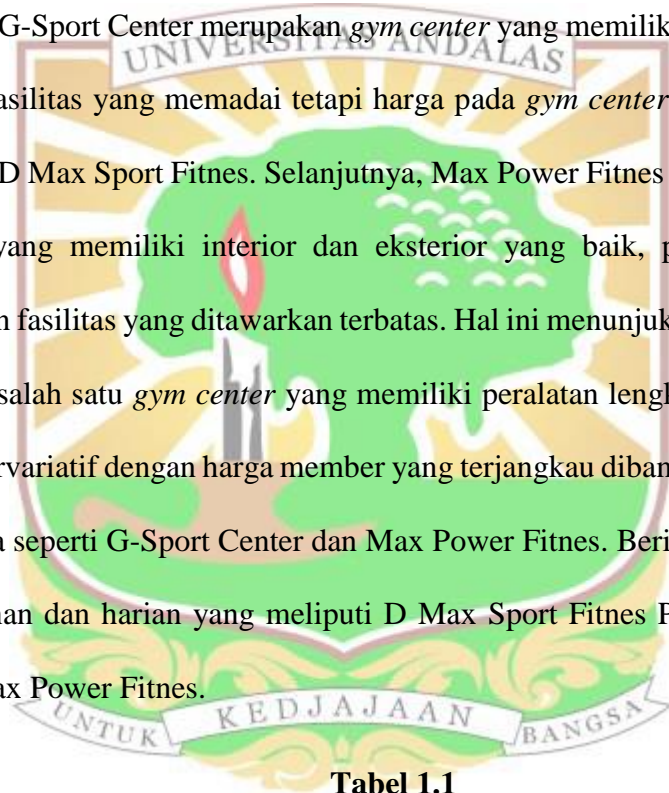 G-Sport Center merupakan gym center yang memilik
UNIVERSITAS ANDALAS
asilitas yang memadai tetapi harga pada gym center
D Max Sport Fitnes. Selanjutnya, Max Power Fitnes
yang memiliki interior dan eksterior yang baik, p
n fasilitas yang ditawarkan terbatas. Hal ini menunjuk
salah satu gym center yang memiliki peralatan lengk
rvariatif dengan harga member yang terjangkau diban
a seperti G-Sport Center dan Max Power Fitnes. Beri
nan dan harian yang meliputi D Max Sport Fitnes P
ax Power Fitnes.
UNTUK KEDJAJAAN BANGSA
Tabel 1.1